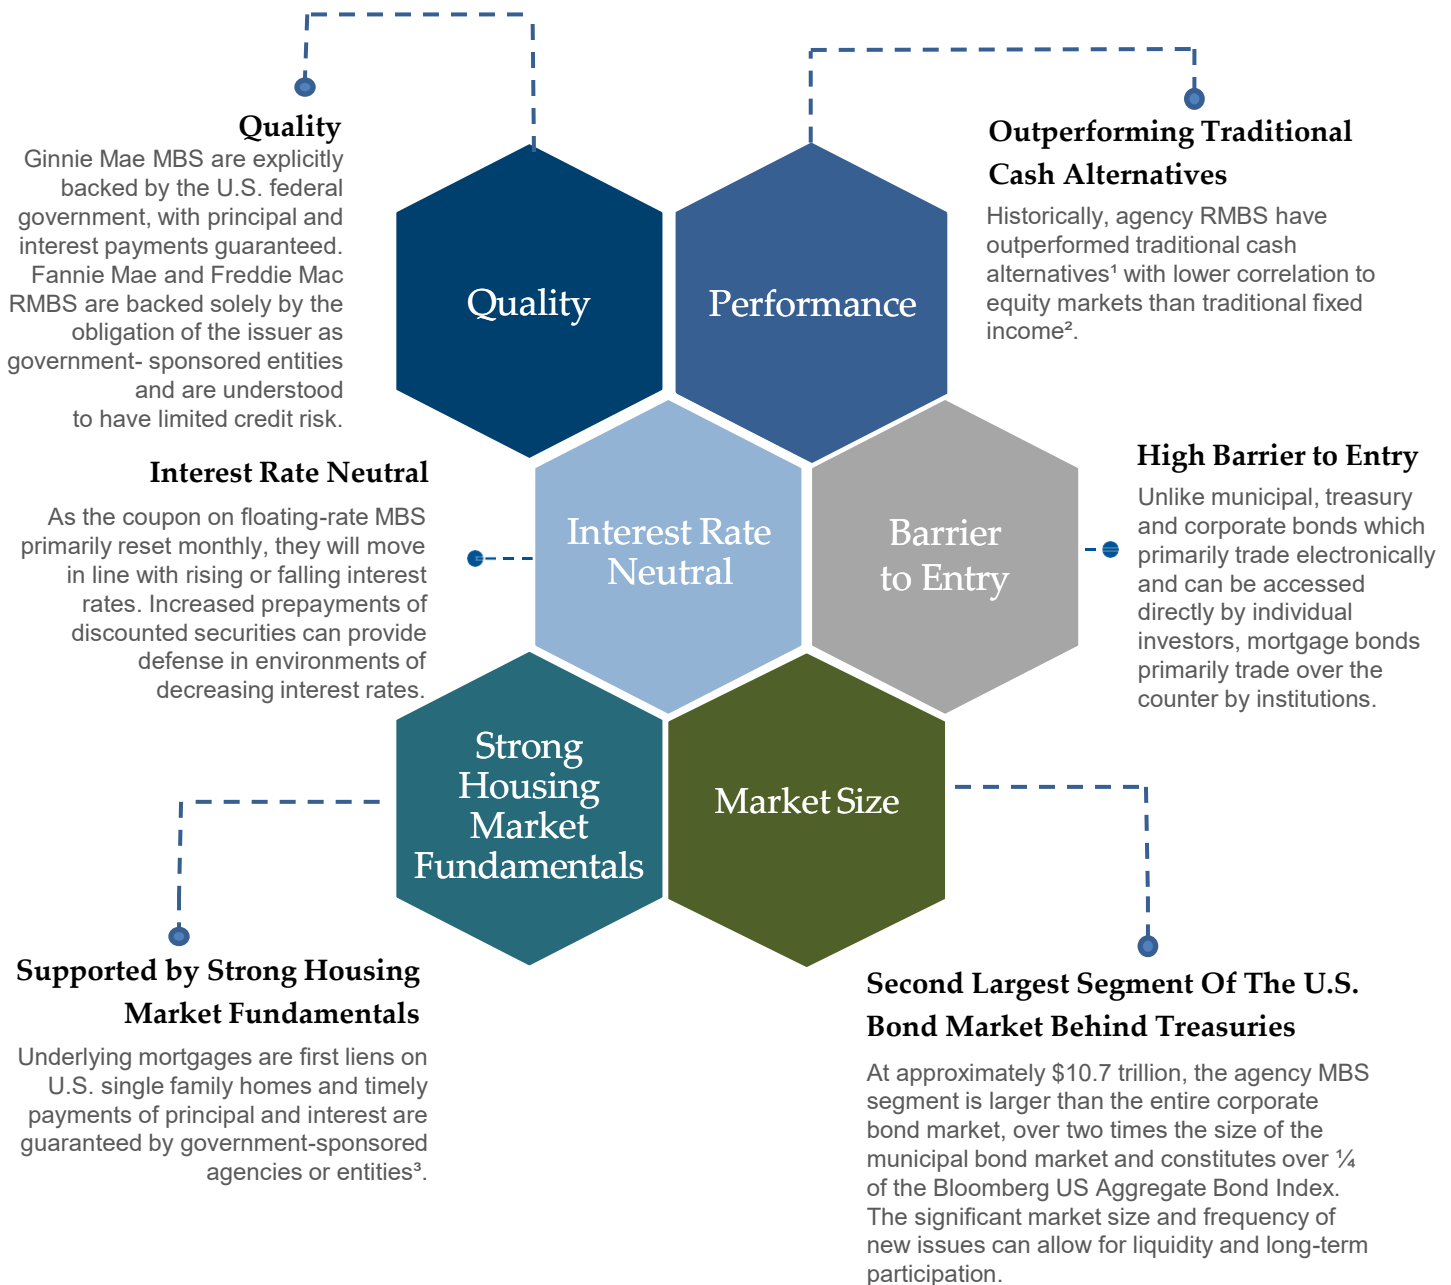 Quality
Ginnie Mae MBS are explicitly
backed by the U.S. federal
government, with principal and
interest payments guaranteed.
Fannie Mae and Freddie Mac
RMBS are backed solely by the
obligation of the issuer as
government- sponsored entities
and are understood
to have limited credit risk.
Outperforming Traditional
Cash Alternatives
Historically, agency RMBS have
outperformed traditional cash
alternatives¹ with lower correlation to
equity markets than traditional fixed
income².
Quality
Performance
Interest Rate Neutral
As the coupon on floating-rate MBS
primarily reset monthly, they will move
in line with rising or falling interest
rates. Increased prepayments of
discounted securities can provide
defense in environments of
decreasing interest rates.
Interest Rate
Neutral
Barrier
to Entry
High Barrier to Entry
Unlike municipal, treasury
and corporate bonds which
primarily trade electronically
and can be accessed
directly by individual
investors, mortgage bonds
primarily trade over the
counter by institutions.
Strong
Housing
Market
Fundamentals
Market Size
Supported by Strong Housing
Market Fundamentals
Underlying mortgages are first liens on
U.S. single family homes and timely
payments of principal and interest are
guaranteed by government-sponsored
agencies or entities³.
Second Largest Segment Of The U.S.
Bond Market Behind Treasuries
At approximately $10.7 trillion, the agency MBS
segment is larger than the entire corporate
bond market, over two times the size of the
municipal bond market and constitutes over ¼
of the Bloomberg US Aggregate Bond Index.
The significant market size and frequency of
new issues can allow for liquidity and long-term
participation.